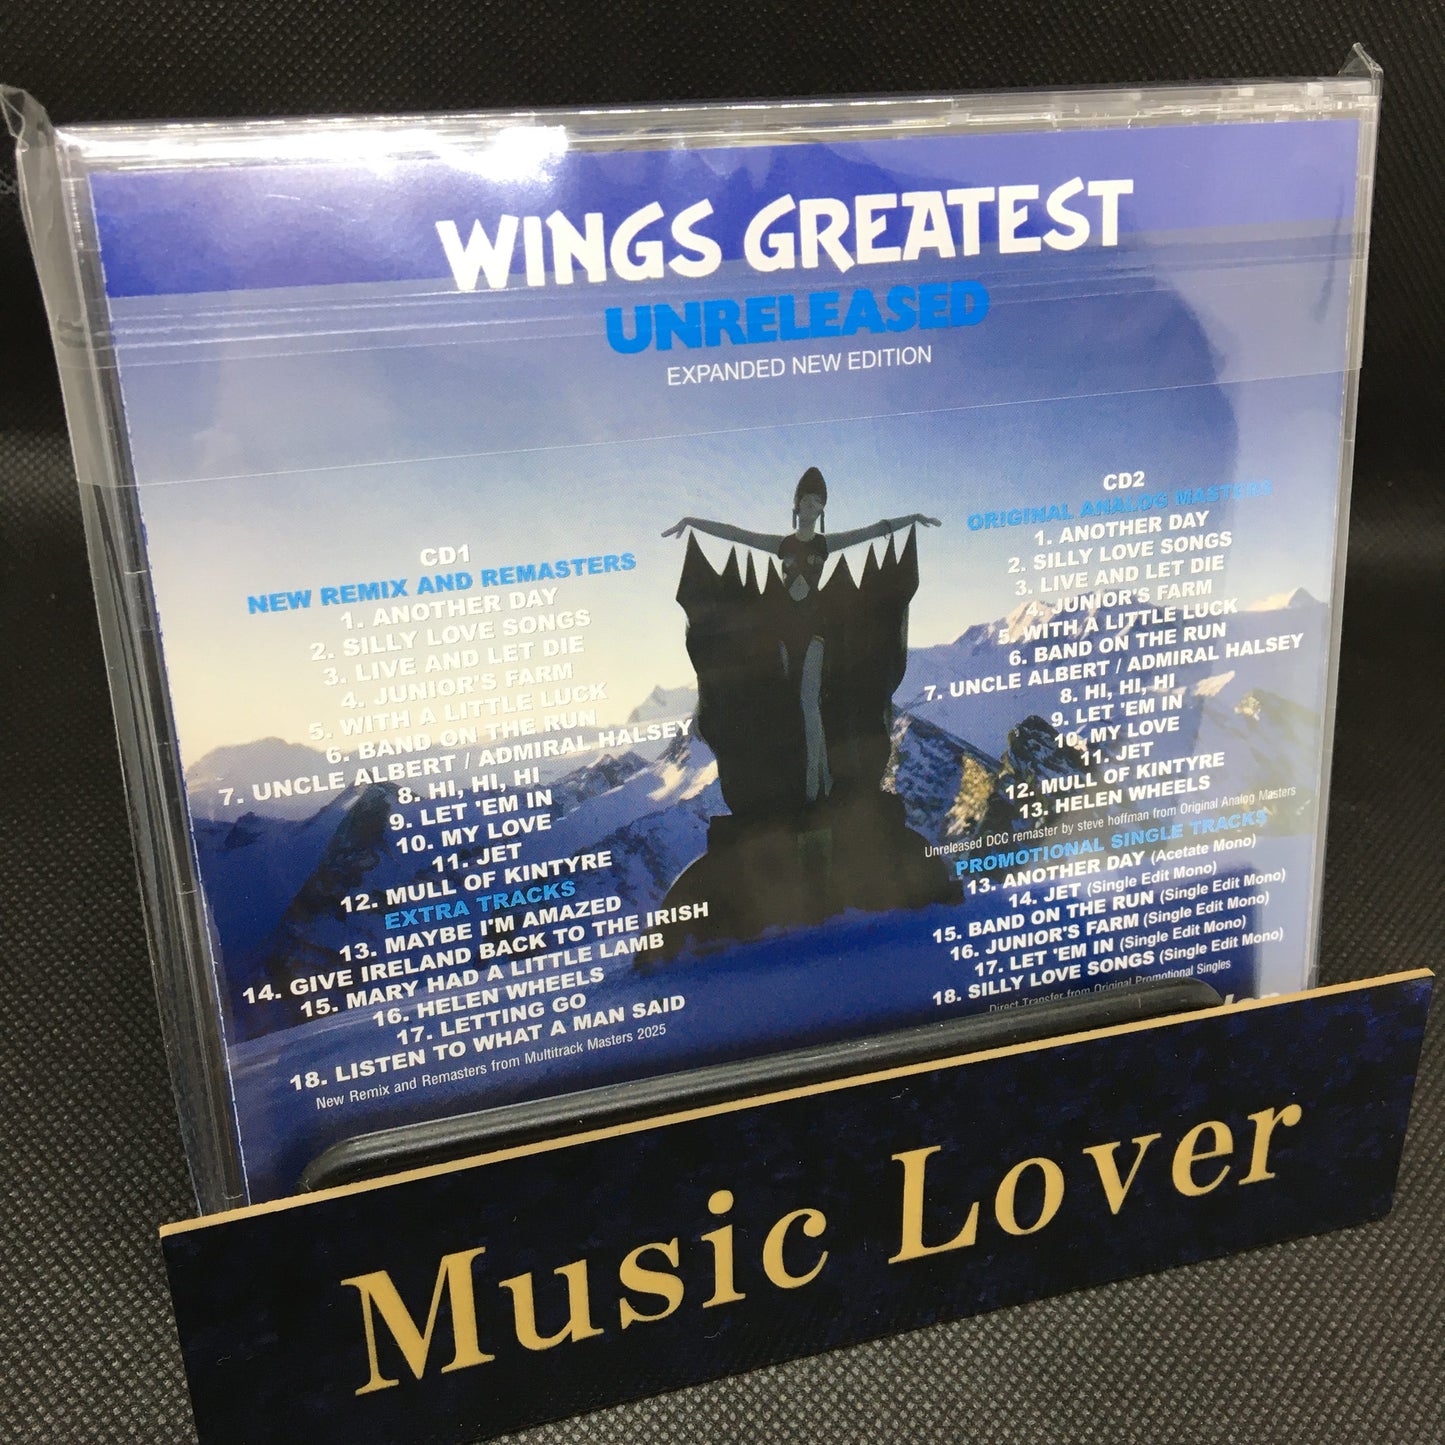 WINGS GREATEST
UNRELEASED
EXPANDED NEW EDITION
CD1
NEW REMIX AND REMASTERS
1. ANOTHER DAY
2. SILLY LOVE SONGS
3. LIVE AND LET DIE
4. JUNIOR'S FARM
5. WITH A LITTLE LUCK
6. BAND ON THE RUN
7. UNCLE ALBERT / ADMIRAL HALSEY
8. HI, HI, HI
9. LET 'EM IN
10. MY LOVE
11. JET
12. MULL OF KINTYRE
EXTRA TRACKS
13. MAYBE I'M AMAZED
14. GIVE IRELAND BACK TO THE IRISH
15. MARY HAD A LITTLE LAMB
16. HELEN WHEELS
17. LETTING GO
18. LISTEN TO WHAT A MAN SAID
New Remix and Remasters from Multitrack Masters 2025
CD2
ORIGINAL ANALOG MASTERS
1. ANOTHER DAY
2. SILLY LOVE SONGS
3. LIVE AND LET DIE
4. JUNIOR'S FARM
5. WITH A LITTLE LUCK
6. BAND ON THE RUN
7. UNCLE ALBERT / ADMIRAL HALSEY
8. HI, HI, HI
9. LET 'EM IN
10. MY LOVE
11. JET
12. MULL OF KINTYRE
13. HELEN WHEELS
Unreleased DCC remaster by steve hoffman from Original Analog Masters
PROMOTIONAL SINGLE TRACKS
13. ANOTHER DAY (Acetate Mono)
14. JET (Single Edit Mono)
15. BAND ON THE RUN (Single Edit Mono)
16. JUNIOR'S FARM (Single Edit Mono)
17. LET 'EM IN (Single Edit Mono)
18. SILLY LOVE SONGS (Single Edit Mono)
Direct Transfer from Original Promotional Singles
Music Lover